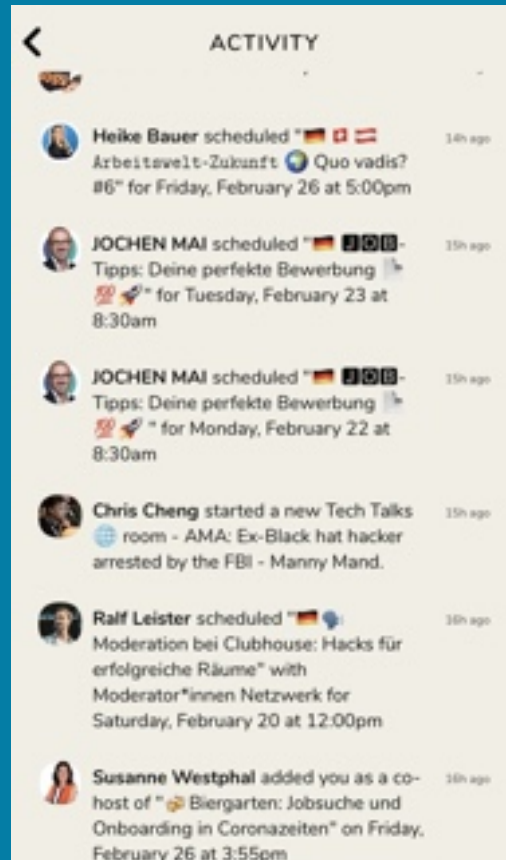 ACTIVITY
Heike Bauer scheduled "🇩🇪 🇨🇭 🇦🇹
14h ago
Arbeitswelt-Zukunft 🌍 Quo vadis?
#6" for Friday, February 26 at 5:00pm
JOCHEN MAI scheduled "🇩🇪 🅹🅾🅱-
15h ago
Tipps: Deine perfekte Bewerbung
💯 🚀" for Tuesday, February 23 at
8:30am
JOCHEN MAI scheduled "🇩🇪 🅹🅾🅱-
15h ago
Tipps: Deine perfekte Bewerbung
💯 🚀 " for Monday, February 22 at
8:30am
Chris Cheng started a new Tech Talks
15h ago
🌐 room - AMA: Ex-Black hat hacker
arrested by the FBI - Manny Mand.
Ralf Leister scheduled "🇩🇪 🗣️
16h ago
Moderation bei Clubhouse: Hacks für
erfolgreiche Räume" with
Moderator*innen Netzwerk for
Saturday, February 20 at 12:00pm
Susanne Westphal added you as a co-
16h ago
host of "🍻 Biergarten: Jobsuche und
Onboarding in Coronazeiten" on Friday,
February 26 at 3:55pm